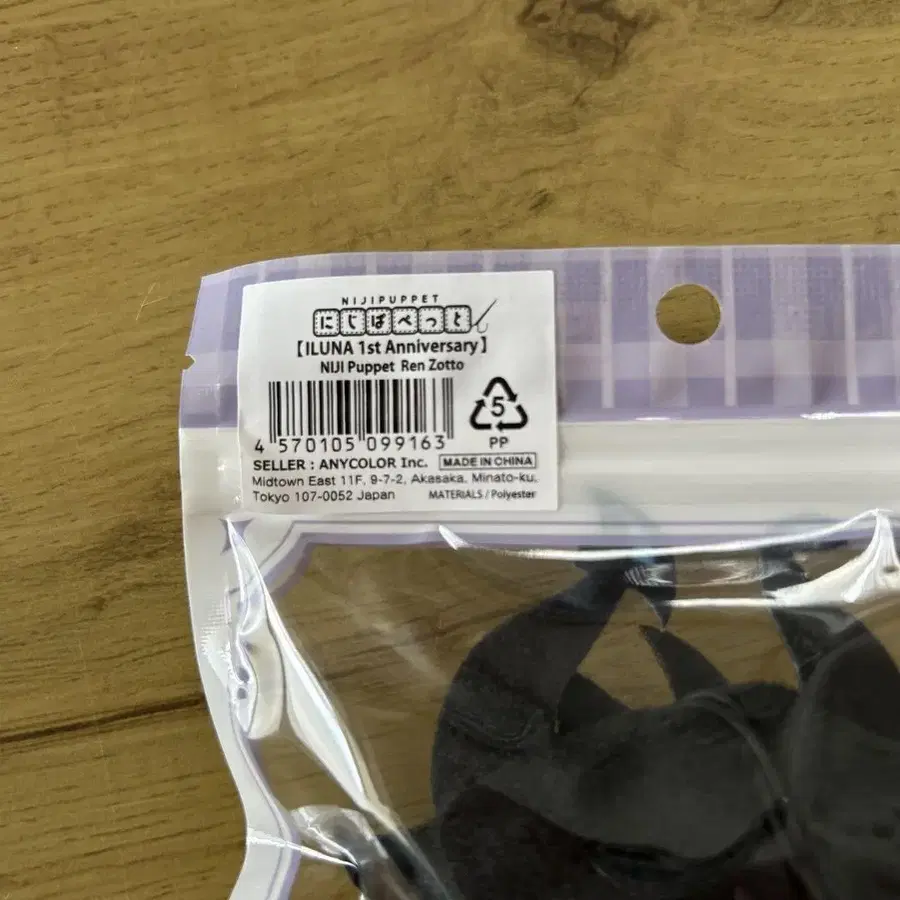 NIJIPUPPET
にじぱぺっと
【ILUNA 1st Anniversary】
NIJI Puppet Ren Zotto
4 570105 099163
5
PP
SELLER : ANYCOLOR Inc. MADE IN CHINA
Midtown East 11F, 9-7-2, Akasaka, Minato-ku,
Tokyo 107-0052 Japan MATERIALS / Polyester